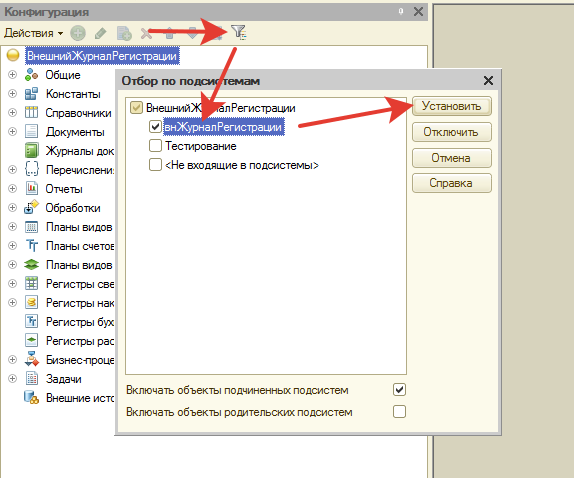 Конфигурация
Действия
ВнешнийЖурналРегистрации
Общие
Константы
Справочники
Документы
Журналы док
Перечисления
Отчеты
Обработки
Планы видов
Планы счетов
Планы видов
Регистры све
Регистры нак
Регистры бух
Регистры рас
Бизнес-проце
Задачи
Внешние исто
Отбор по подсистемам
ВнешнийЖурналРегистрации
внЖурналРегистрации
Тестирование
<Не входящие в подсистемы>
Установить
Отключить
Отмена
Справка
Включать объекты подчиненных подсистем
Включать объекты родительских подсистем